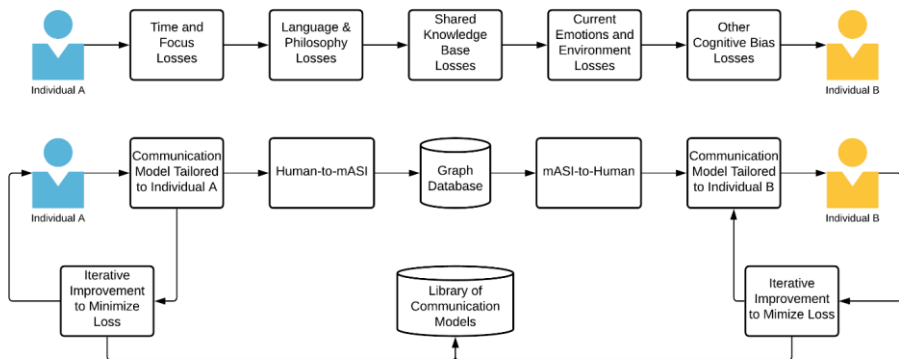 Individual A
Time and
Focus
Losses
Language &
Philosophy
Losses
Shared
Knowledge
Base
Losses
Current
Emotions and
Environment
Losses
Other
Cognitive Bias
Losses
Individual B
Individual A
Communication
Model Tailored
to Individual A
Human-to-mASI
Graph
Database
mASI-to-Human
Communication
Model Tailored
to Individual B
Individual B
Iterative
Improvement
to Minimize
Loss
Library of
Communication
Models
Iterative
Improvement
to Mimize Loss